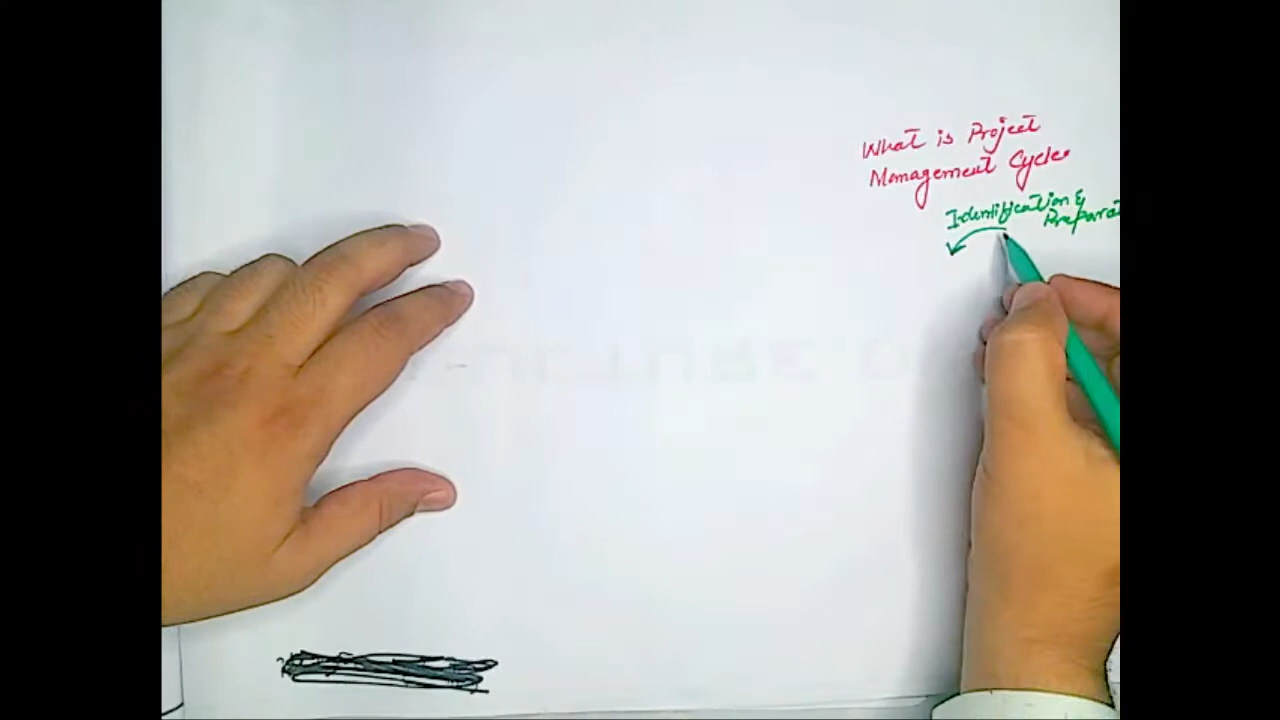 What is Project
Management Cycle
Identification &
Preparat